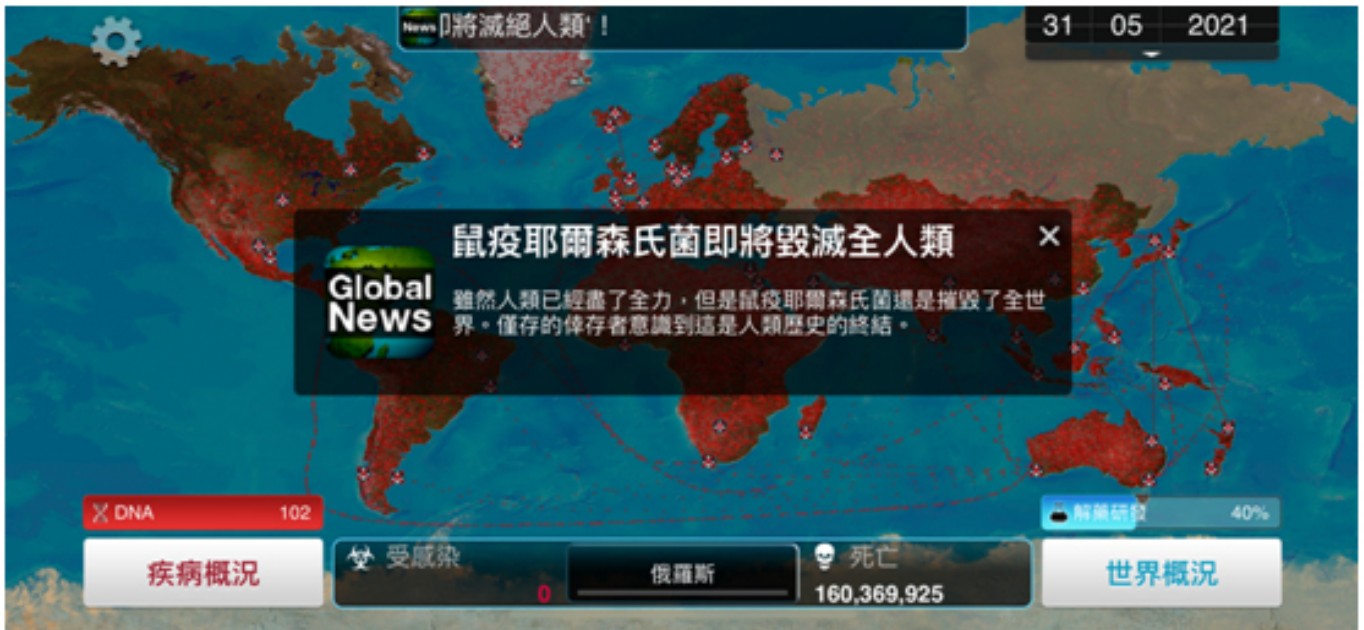 News 即將滅絕人類'！
31 05 2021
鼠疫耶爾森氏菌即將毀滅全人類
Global
News
雖然人類已經盡了全力，但是鼠疫耶爾森氏菌還是摧毀了全世
界。僅存的倖存者意識到這是人類歷史的終結。
DNA 102
解藥研發 40%
疾病概況
受感染
0
俄羅斯
死亡
160,369,925
世界概況